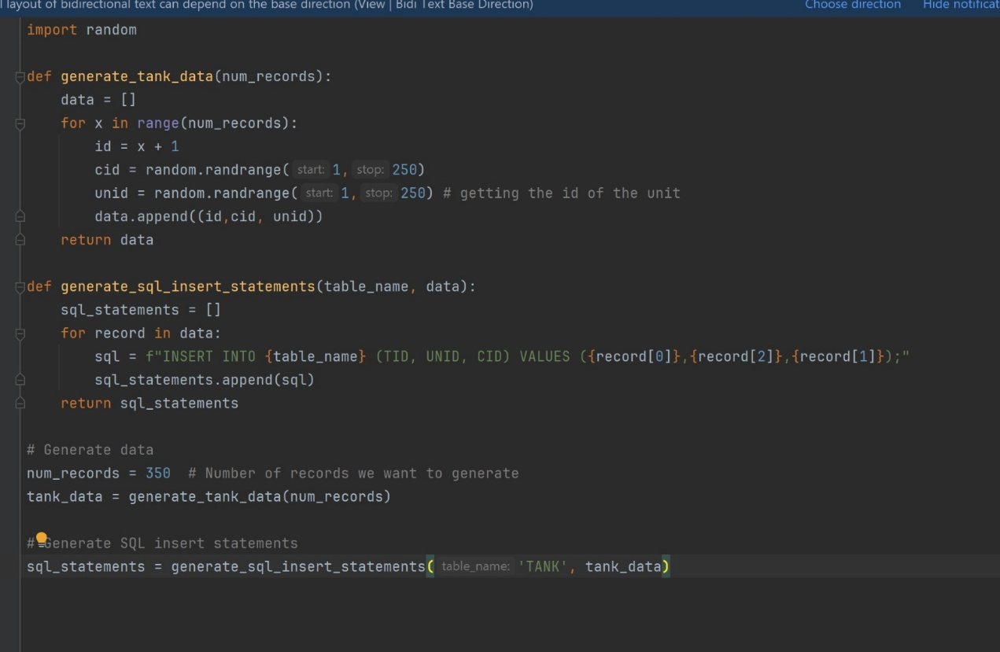 l layout of bidirectional text can depend on the base direction (View | Bidi Text Base Direction) Choose direction Hide notificat
import random
def generate_tank_data(num_records):
    data = []
    for x in range(num_records):
        id = x + 1
        cid = random.randrange( start: 1, stop: 250)
        unid = random.randrange( start: 1, stop: 250) # getting the id of the unit
        data.append((id,cid, unid))
    return data
def generate_sql_insert_statements(table_name, data):
    sql_statements = []
    for record in data:
        sql = f"INSERT INTO {table_name} (TID, UNID, CID) VALUES ({record[0]},{record[2]},{record[1]});"
        sql_statements.append(sql)
    return sql_statements
# Generate data
num_records = 350  # Number of records we want to generate
tank_data = generate_tank_data(num_records)
# Generate SQL insert statements
sql_statements = generate_sql_insert_statements( table_name: 'TANK', tank_data)